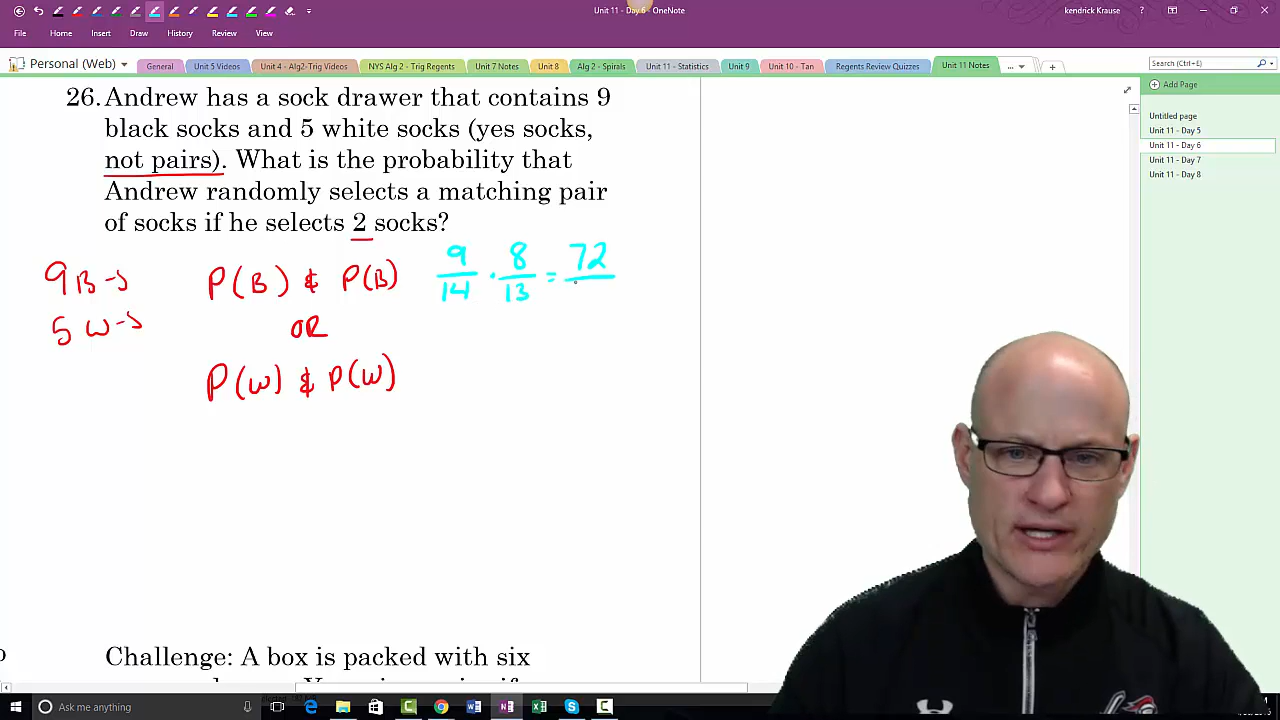 Unit 11 - Day 6 - OneNote
kendrick Krause
File Home Insert Draw History Review View
Personal (Web) General Unit 5 Videos Unit 4 - Alg2-Trig Videos NYS Alg 2 - Trig Regents Unit 7 Notes Unit 8 Alg 2 - Spirals Unit 11 - Statistics Unit 9 Unit 10 - Tan Regents Review Quizzes Unit 11 Notes ... Search (Ctrl+E)
Add Page
Untitled page
Unit 11 - Day 5
Unit 11 - Day 6
Unit 11 - Day 7
Unit 11 - Day 8
26. Andrew has a sock drawer that contains 9
black socks and 5 white socks (yes socks,
not pairs). What is the probability that
Andrew randomly selects a matching pair
of socks if he selects 2 socks?
9B-s P(B) & P(B) 9/14 · 8/13 = 72
5 W-s OR
P(W) & P(W)
Challenge: A box is packed with six
Ask me anything